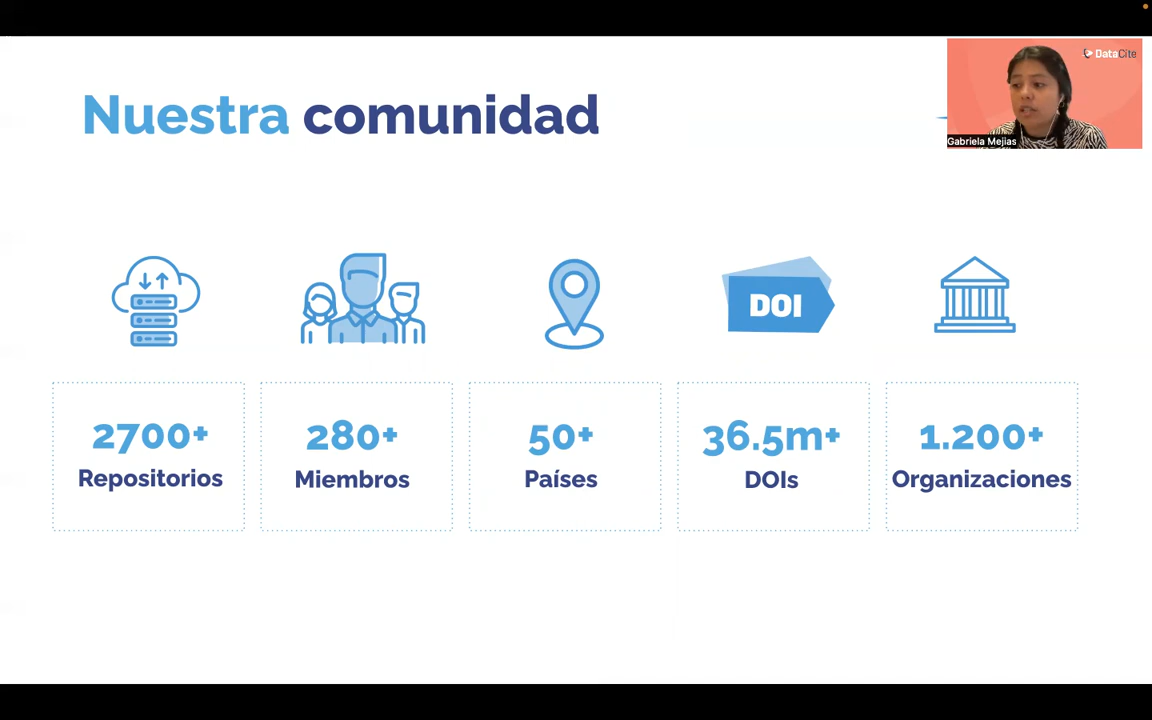 Nuestra comunidad
DataCite
Gabriela Mejias
DOI
2700+
Repositorios
280+
Miembros
50+
Países
36.5m+
DOIs
1.200+
Organizaciones